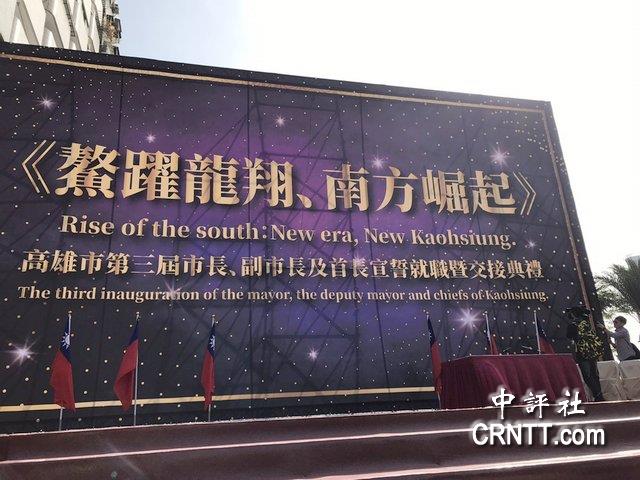 《鰲躍龍翔、南方崛起》
Rise of the south：New era, New Kaohsiung.
高雄市第三屆市長、副市長及首長宣誓就職暨交接典禮
The third inauguration of the mayor, the deputy mayor and chiefs of Kaohsiung.
中評社
CRNTT.com